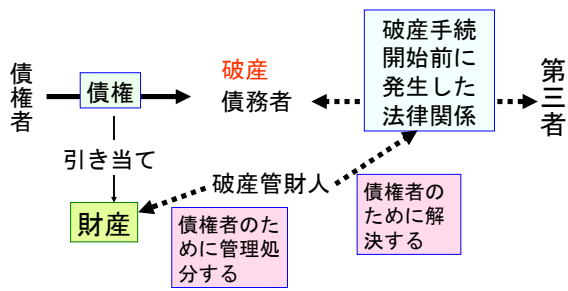 債権者
債権
破産
債務者
破産手続
開始前に
発生した
法律関係
第三者
引き当て
財産
破産管財人
債権者のた
めに管理処
分する
債権者の
ために解
決する